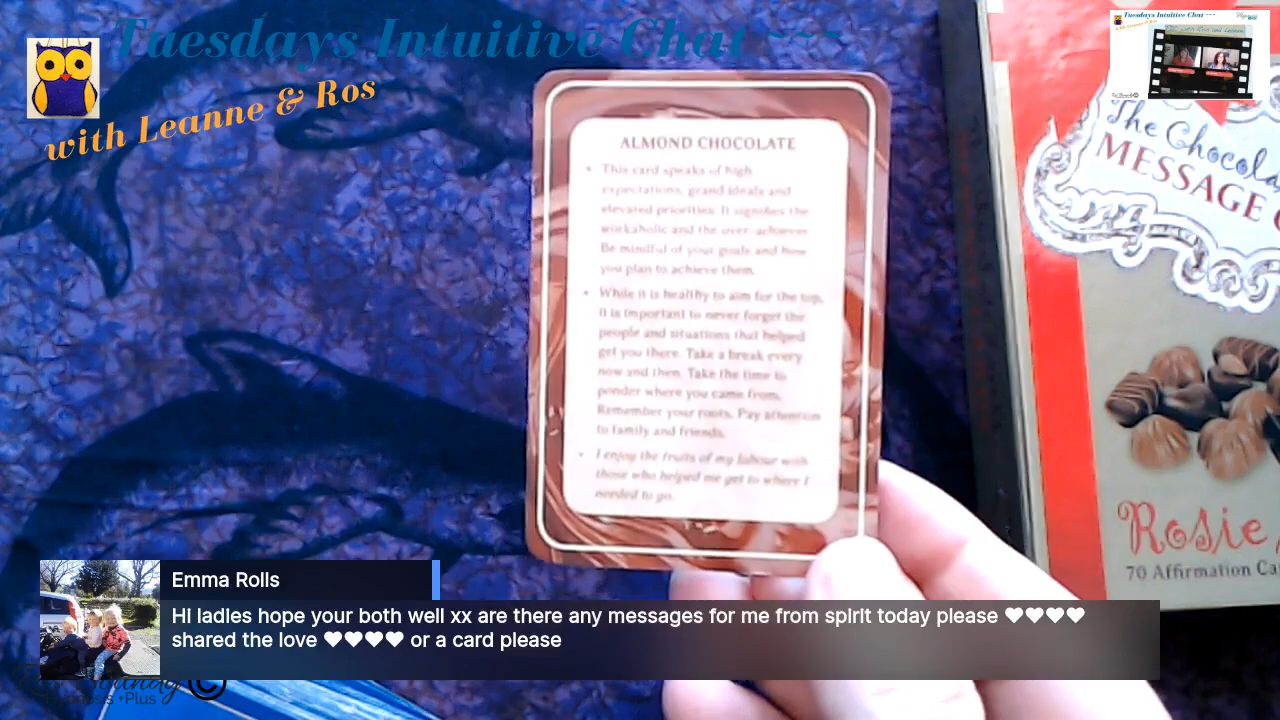 Tuesdays Intuitive Chat ~~~
with Leanne & Ros
Tuesdays Intuitive Chat ~~~
ALMOND CHOCOLATE
• This card speaks of high
expectations, grand ideals and
elevated priorities. It signifies the
workaholic and the over-achiever.
Be mindful of your goals and how
you plan to achieve them.
• While it is healthy to aim for the top,
it is important to never forget the
people and situations that helped
get you there. Take a break every
now and then. Take the time to
ponder where you came from.
Remember your roots. Pay attention
to family and friends.
• I enjoy the fruits of my labour with
those who helped me get to where I
needed to go.
The Chocola
MESSAGE
Rosie
70 Affirmation Ca
Emma Rolls
Hi ladies hope your both well xx are there any messages for me from spirit today please ♥♥♥♥
shared the love ♥♥♥♥ or a card please
+Plus